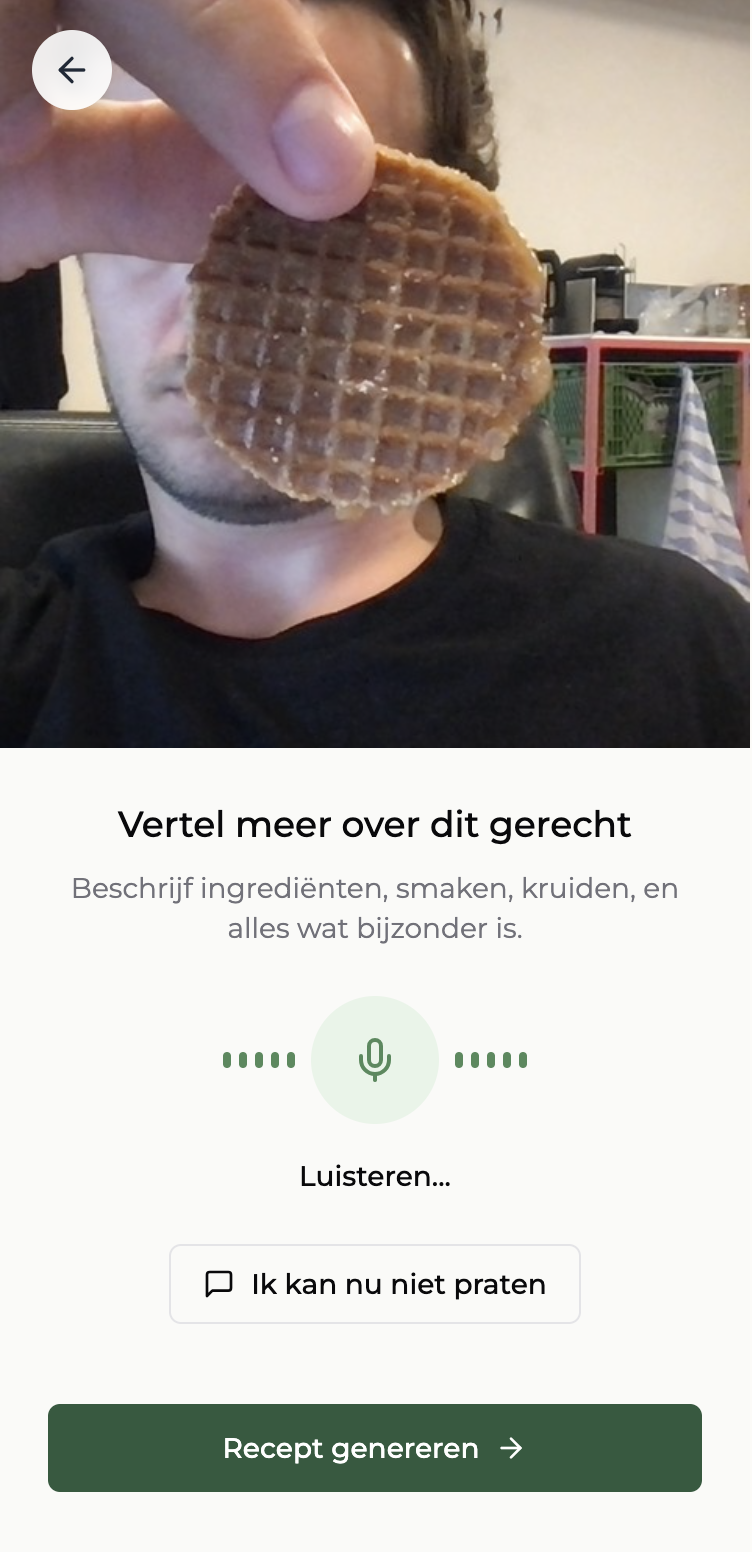 Vertel meer over dit gerecht
Beschrijf ingrediënten, smaken, kruiden, en
alles wat bijzonder is.
Luisteren...
Ik kan nu niet praten
Recept genereren